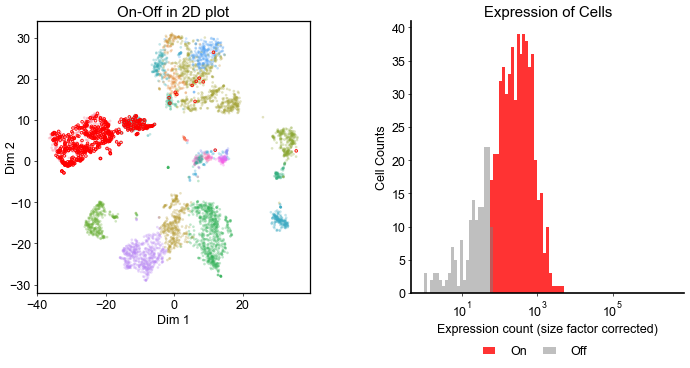 On-Off in 2D plot
Expression of Cells
30
20
10
0
−10
−20
−30
Dim 2
−40
−20
0
20
Dim 1
40
35
30
25
20
15
10
5
0
Cell Counts
10^1
10^3
10^5
Expression count (size factor corrected)
On
Off